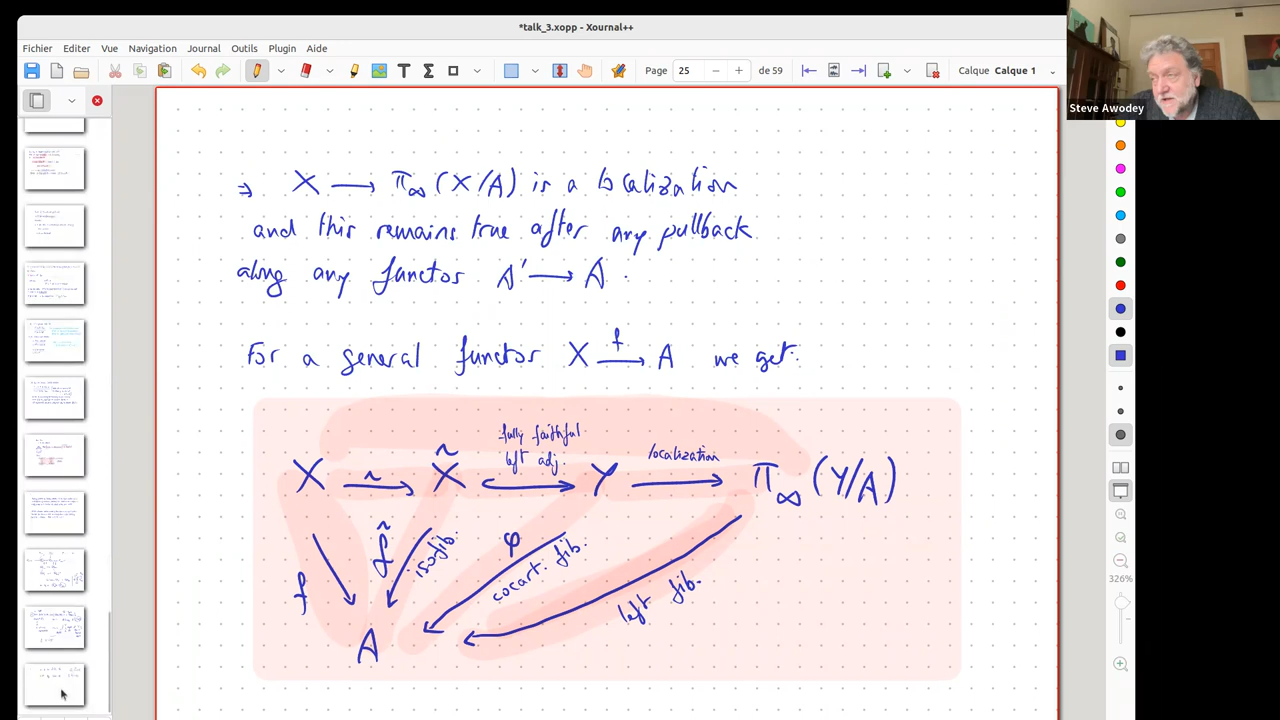 *talk_3.xopp - Xournal++
Fichier Editer Vue Navigation Journal Outils Plugin Aide
Page 25 de 59 Calque Calque 1
Steve Awodey
⇒ X → π∞ (X/A) is a localization
and this remains true after any pullback
along any functor A' → A .
For a general functor X –f→ A we get:
fully faithful
left adj.
localization
X –~→ X̃ ↪ Y → π∞ (Y/A)
f f̃ isofib. φ cocart. fib. left fib.
A
326%